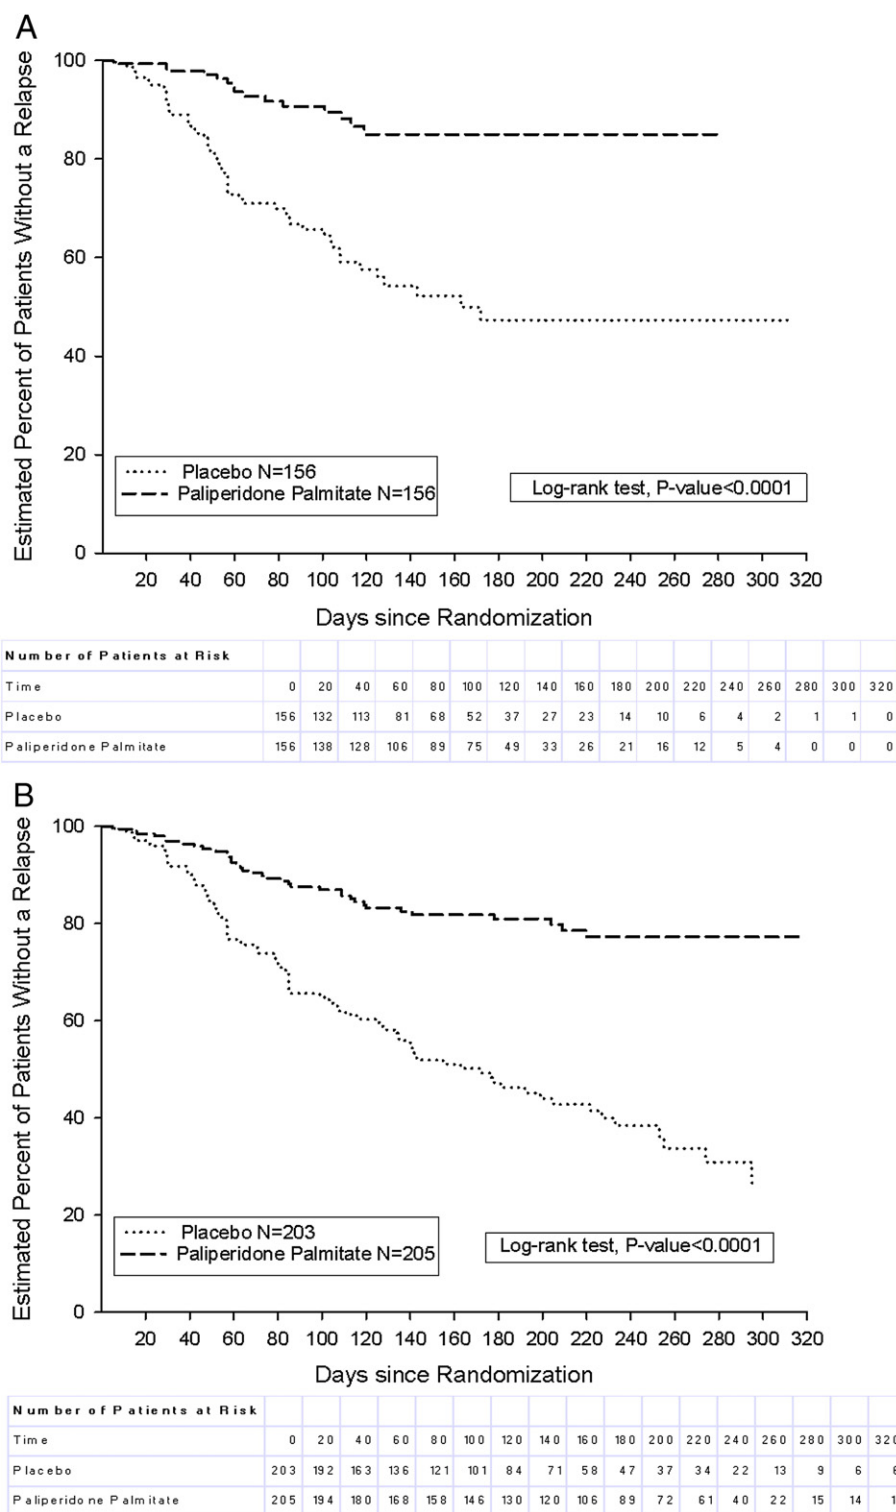 A
Estimated Percent of Patients Without a Relapse
100
80
60
40
20
0
Placebo N=156
Paliperidone Palmitate N=156
Log-rank test, P-value<0.0001
20 40 60 80 100 120 140 160 180 200 220 240 260 280 300 320
Days since Randomization
Number of Patients at Risk
Time 0 20 40 60 80 100 120 140 160 180 200 220 240 260 280 300 320
Placebo 156 132 113 81 68 52 37 27 23 14 10 6 4 2 1 1 0
Paliperidone Palmitate 156 138 128 106 89 75 49 33 26 21 16 12 5 4 0 0 0
B
Estimated Percent of Patients Without a Relapse
100
80
60
40
20
0
Placebo N=203
Paliperidone Palmitate N=205
Log-rank test, P-value<0.0001
20 40 60 80 100 120 140 160 180 200 220 240 260 280 300 320
Days since Randomization
Number of Patients at Risk
Time 0 20 40 60 80 100 120 140 160 180 200 220 240 260 280 300 320
Placebo 203 192 163 136 121 101 84 71 58 47 37 34 22 13 9 6
Paliperidone Palmitate 205 194 180 168 158 146 130 120 106 89 72 61 40 22 15 14